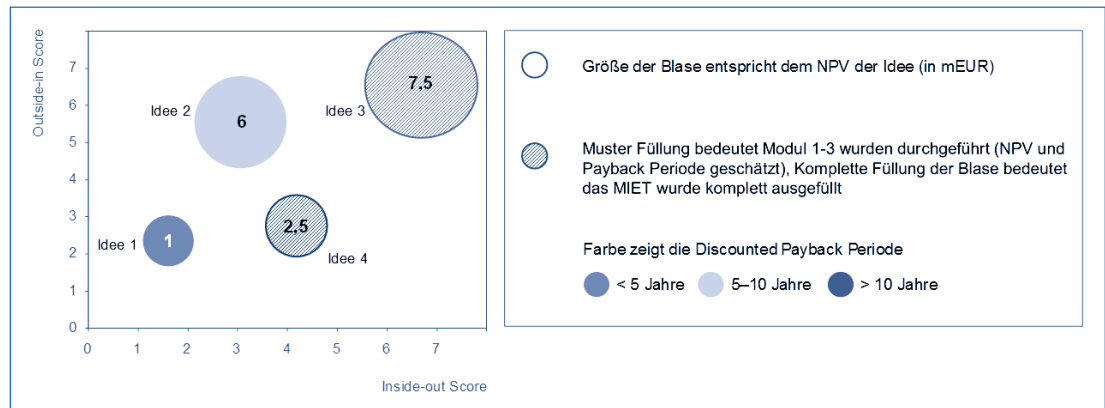 Outside-in Score
7
6
5
4
3
2
1
0
0 1 2 3 4 5 6 7
Inside-out Score
Idee 1
1
Idee 2
6
Idee 3
7,5
Idee 4
2,5
Größe der Blase entspricht dem NPV der Idee (in mEUR)
Muster Füllung bedeutet Modul 1-3 wurden durchgeführt (NPV und
Payback Periode geschätzt), Komplette Füllung der Blase bedeutet
das MIET wurde komplett ausgefüllt
Farbe zeigt die Discounted Payback Periode
< 5 Jahre 5–10 Jahre > 10 Jahre